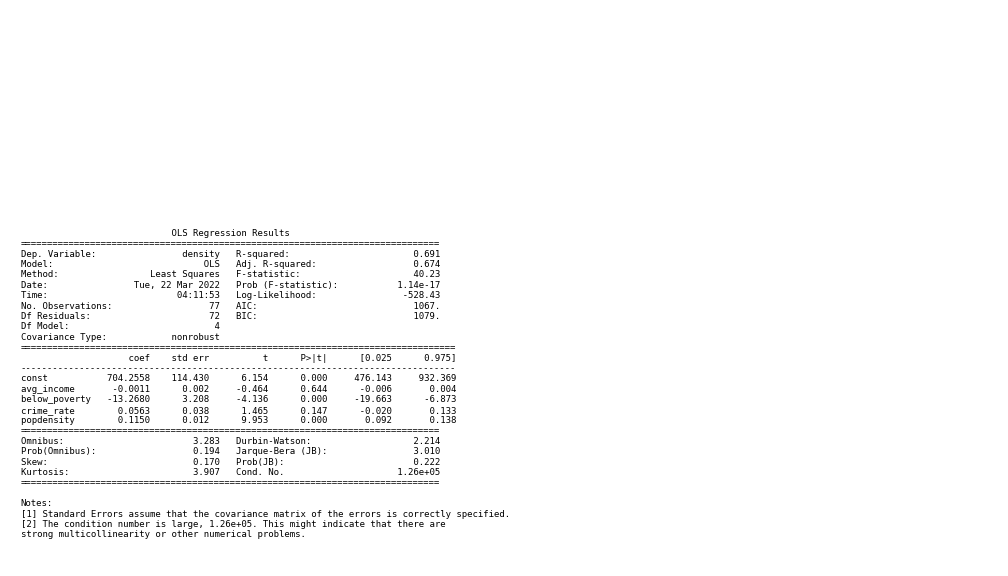 OLS Regression Results
==============================================================================
Dep. Variable:                density   R-squared:                       0.691
Model:                            OLS   Adj. R-squared:                  0.674
Method:                 Least Squares   F-statistic:                     40.23
Date:                Tue, 22 Mar 2022   Prob (F-statistic):           1.14e-17
Time:                        04:11:53   Log-Likelihood:                -528.43
No. Observations:                  77   AIC:                             1067.
Df Residuals:                      72   BIC:                             1079.
Df Model:                           4
Covariance Type:            nonrobust
=================================================================================
                    coef    std err          t      P>|t|      [0.025      0.975]
---------------------------------------------------------------------------------
const           704.2558    114.430      6.154      0.000     476.143     932.369
avg_income       -0.0011      0.002     -0.464      0.644      -0.006       0.004
below_poverty   -13.2680      3.208     -4.136      0.000     -19.663      -6.873
crime_rate        0.0563      0.038      1.465      0.147      -0.020       0.133
popdensity        0.1150      0.012      9.953      0.000       0.092       0.138
==============================================================================
Omnibus:                        3.283   Durbin-Watson:                   2.214
Prob(Omnibus):                  0.194   Jarque-Bera (JB):                3.010
Skew:                           0.170   Prob(JB):                        0.222
Kurtosis:                       3.907   Cond. No.                     1.26e+05
==============================================================================
Notes:
[1] Standard Errors assume that the covariance matrix of the errors is correctly specified.
[2] The condition number is large, 1.26e+05. This might indicate that there are
strong multicollinearity or other numerical problems.